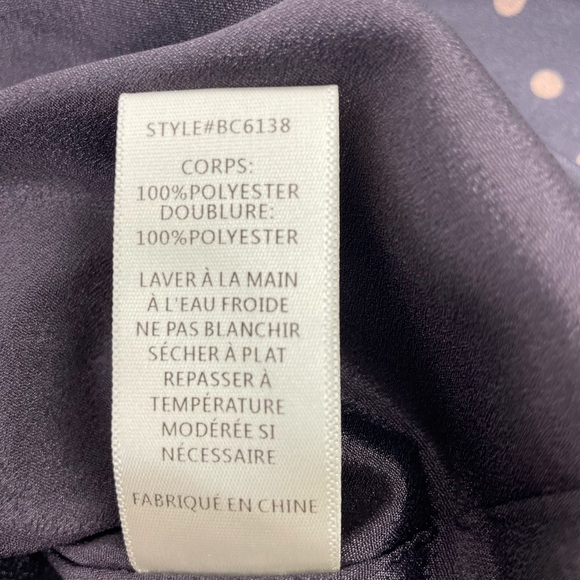 STYLE#BC6138
CORPS:
100%POLYESTER
DOUBLURE:
100%POLYESTER
LAVER À LA MAIN
À L'EAU FROIDE
NE PAS BLANCHIR
SÉCHER À PLAT
REPASSER À
TEMPÉRATURE
MODÉRÉE SI
NÉCESSAIRE
FABRIQUÉ EN CHINE